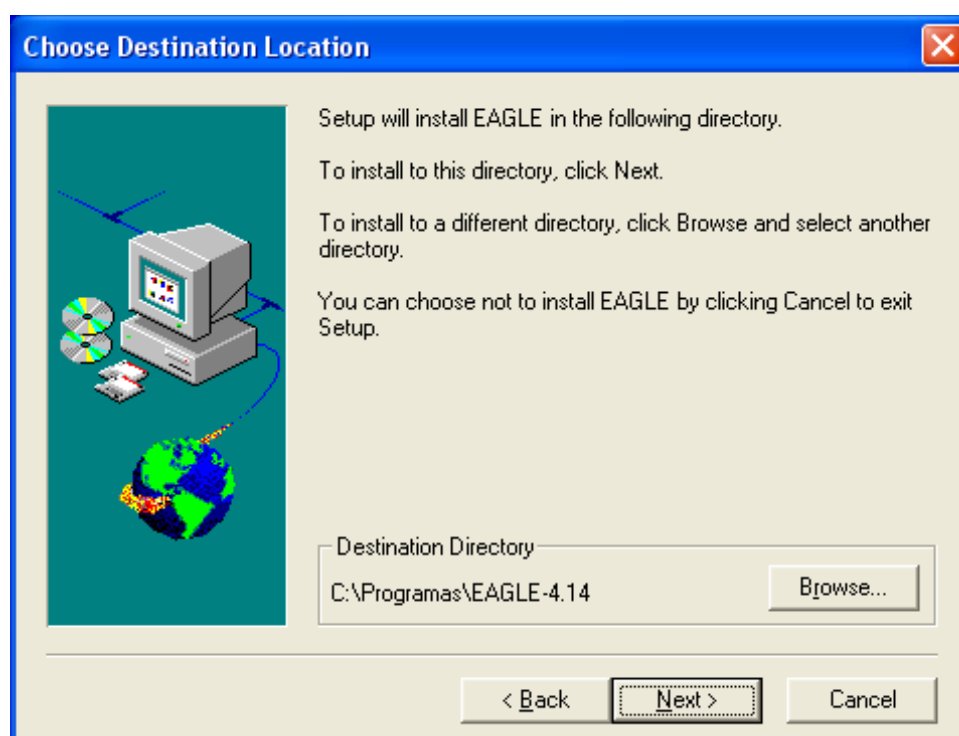 Choose Destination Location
Setup will install EAGLE in the following directory.
To install to this directory, click Next.
To install to a different directory, click Browse and select another
directory.
You can choose not to install EAGLE by clicking Cancel to exit
Setup.
Destination Directory
C:\Programas\EAGLE-4.14
Browse...
< Back
Next >
Cancel